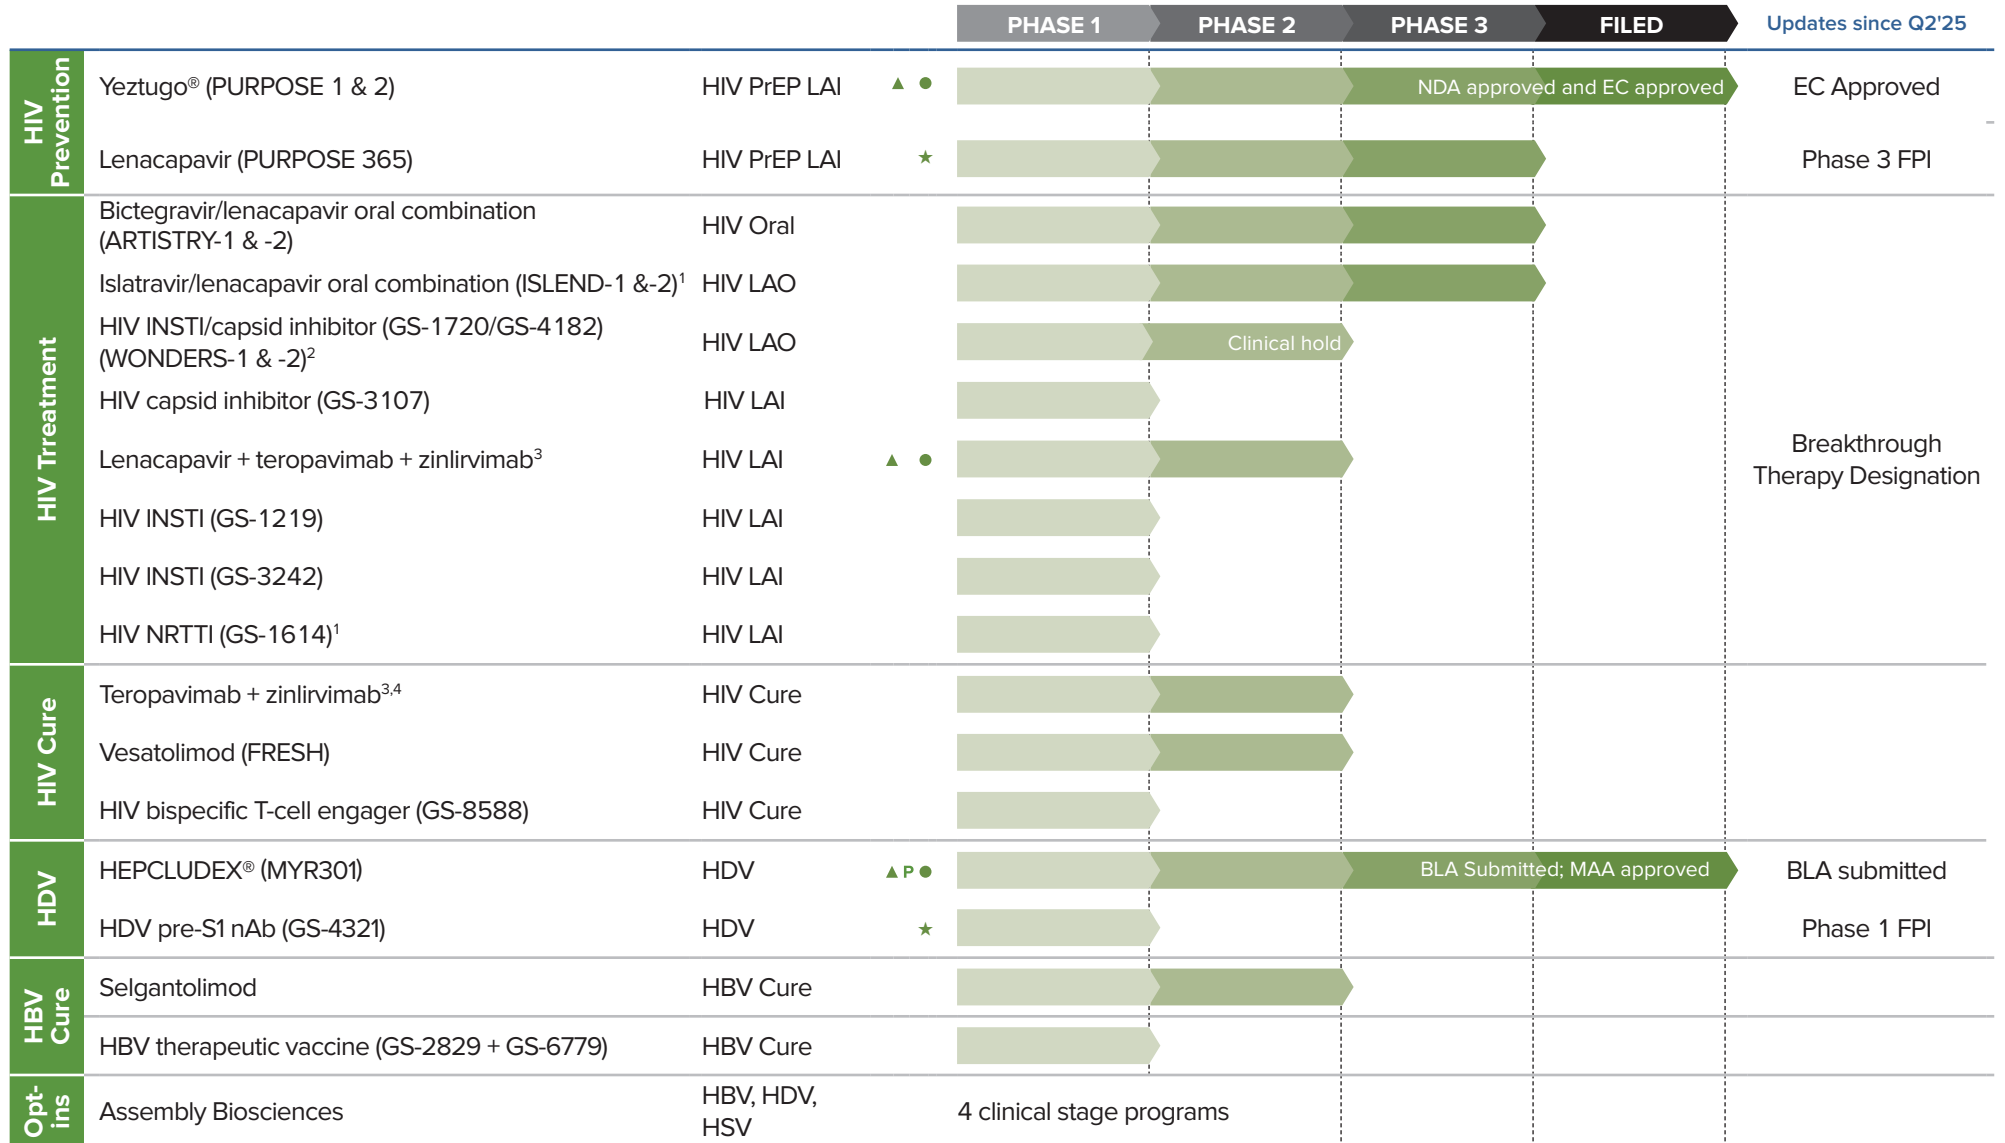 PHASE 1 PHASE 2 PHASE 3 FILED Updates since Q2'25
HIV
Prevention
Yeztugo® (PURPOSE 1 & 2) HIV PrEP LAI NDA approved and EC approved EC Approved
Lenacapavir (PURPOSE 365) HIV PrEP LAI Phase 3 FPI
HIV Trreatment
Bictegravir/lenacapavir oral combination
(ARTISTRY-1 & -2) HIV Oral
Islatravir/lenacapavir oral combination (ISLEND-1 &-2)¹ HIV LAO
HIV INSTI/capsid inhibitor (GS-1720/GS-4182)
(WONDERS-1 & -2)² HIV LAO Clinical hold
HIV capsid inhibitor (GS-3107) HIV LAI
Lenacapavir + teropavimab + zinlirvimab³ HIV LAI
Breakthrough
Therapy Designation
HIV INSTI (GS-1219) HIV LAI
HIV INSTI (GS-3242) HIV LAI
HIV NRTTI (GS-1614)¹ HIV LAI
HIV Cure
Teropavimab + zinlirvimab³,⁴ HIV Cure
Vesatolimod (FRESH) HIV Cure
HIV bispecific T-cell engager (GS-8588) HIV Cure
HDV
HEPCLUDEX® (MYR301) HDV P BLA Submitted; MAA approved BLA submitted
HDV pre-S1 nAb (GS-4321) HDV Phase 1 FPI
HBV
Cure
Selgantolimod HBV Cure
HBV therapeutic vaccine (GS-2829 + GS-6779) HBV Cure
Opt-
ins
Assembly Biosciences HBV, HDV,
HSV
4 clinical stage programs